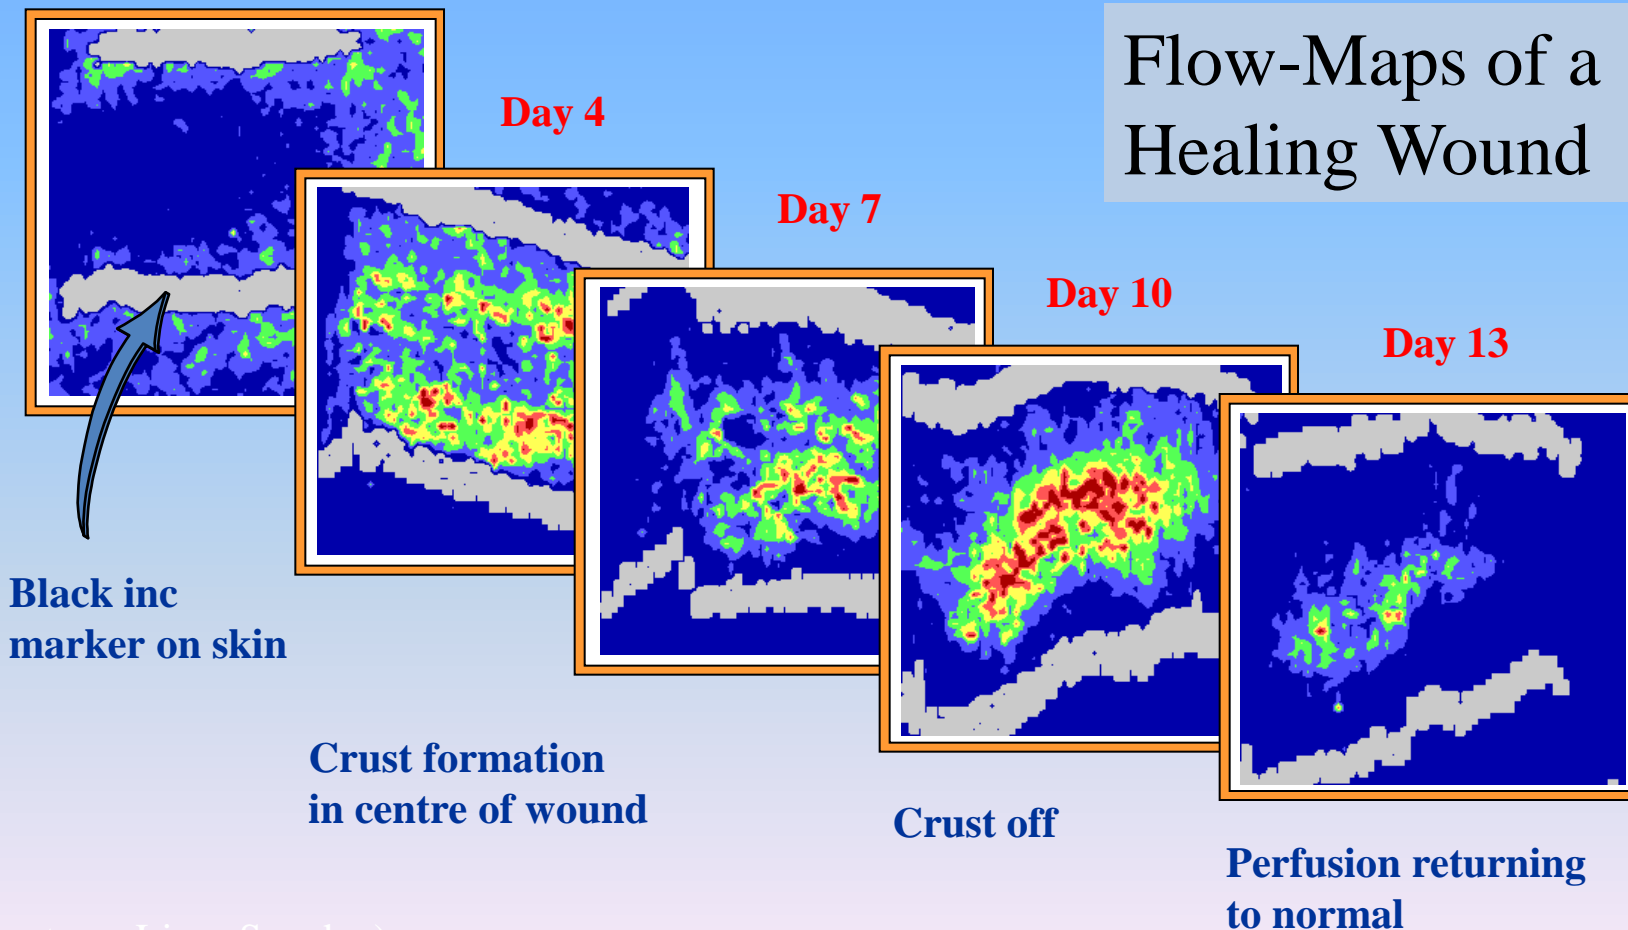 Flow-Maps of a
Healing Wound
Day 4
Day 7
Day 10
Day 13
Black inc
marker on skin
Crust formation
in centre of wound
Crust off
Perfusion returning
to normal